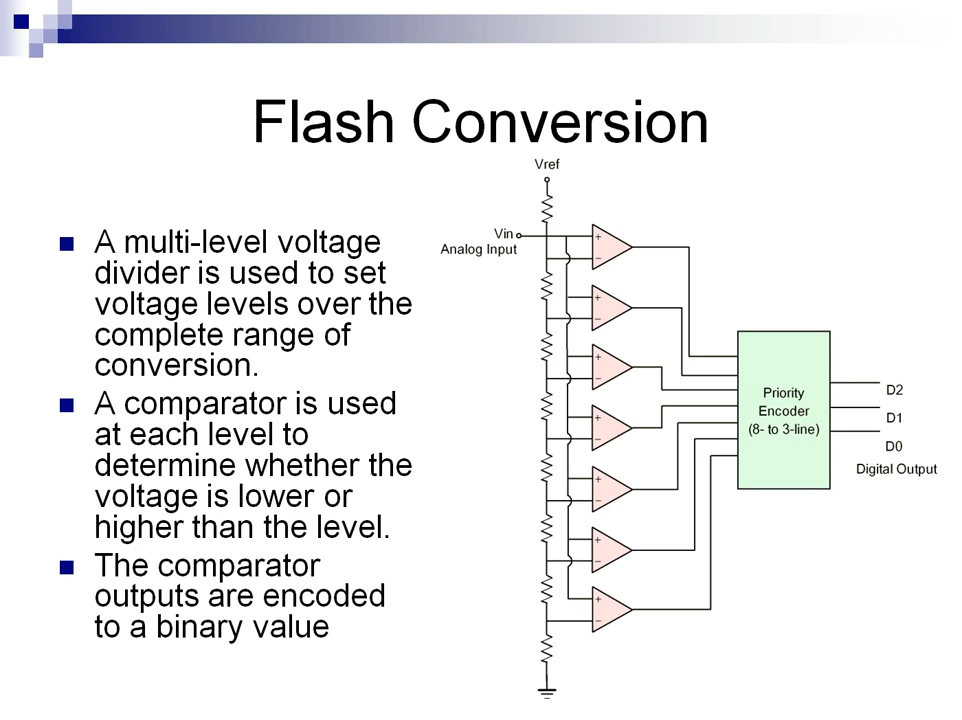 Flash Conversion
A multi-level voltage
divider is used to set
voltage levels over the
complete range of
conversion.
A comparator is used
at each level to
determine whether the
voltage is lower or
higher than the level.
The comparator
outputs are encoded
to a binary value
Vref
Vin
Analog Input
+
−
+
−
+
−
+
−
+
−
+
−
+
−
Priority
Encoder
(8- to 3-line)
D2
D1
D0
Digital Output